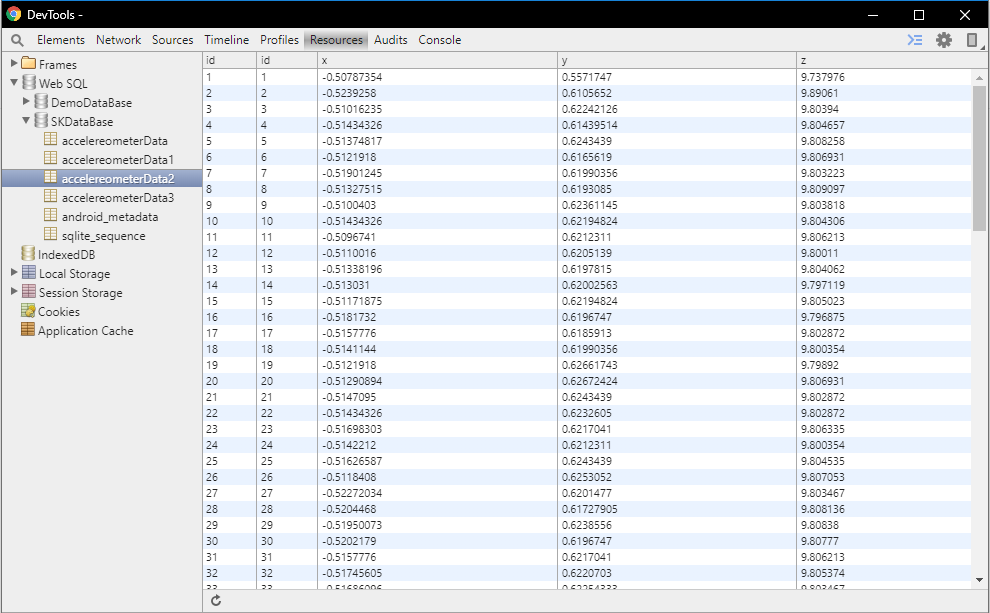 DevTools -
Elements Network Sources Timeline Profiles Resources Audits Console
Frames
Web SQL
DemoDataBase
SKDataBase
accelereometerData
accelereometerData1
accelereometerData2
accelereometerData3
android_metadata
sqlite_sequence
IndexedDB
Local Storage
Session Storage
Cookies
Application Cache
id id x y z
1 1 -0.50787354 0.5571747 9.737976
2 2 -0.5239258 0.6105652 9.89061
3 3 -0.51016235 0.62242126 9.80394
4 4 -0.51434326 0.61439514 9.804657
5 5 -0.51374817 0.6243439 9.808258
6 6 -0.5121918 0.6165619 9.806931
7 7 -0.51901245 0.61990356 9.803223
8 8 -0.51327515 0.6193085 9.809097
9 9 -0.5100403 0.62361145 9.803818
10 10 -0.51434326 0.62194824 9.804306
11 11 -0.5096741 0.6212311 9.806213
12 12 -0.5110016 0.6205139 9.80011
13 13 -0.51338196 0.6197815 9.804062
14 14 -0.513031 0.62002563 9.797119
15 15 -0.51171875 0.62194824 9.805023
16 16 -0.5181732 0.6196747 9.796875
17 17 -0.5157776 0.6185913 9.802872
18 18 -0.5141144 0.61990356 9.800354
19 19 -0.5121918 0.62661743 9.79892
20 20 -0.51290894 0.62672424 9.806931
21 21 -0.5147095 0.6243439 9.802872
22 22 -0.51434326 0.6232605 9.802872
23 23 -0.51698303 0.6217041 9.806335
24 24 -0.5142212 0.6212311 9.800354
25 25 -0.51626587 0.6243439 9.804535
26 26 -0.5118408 0.6253052 9.807053
27 27 -0.52272034 0.6201477 9.803467
28 28 -0.5204468 0.61727905 9.808136
29 29 -0.51950073 0.6238556 9.80838
30 30 -0.5202179 0.6196747 9.80777
31 31 -0.5157776 0.6217041 9.806213
32 32 -0.51745605 0.6220703 9.805374
33 33